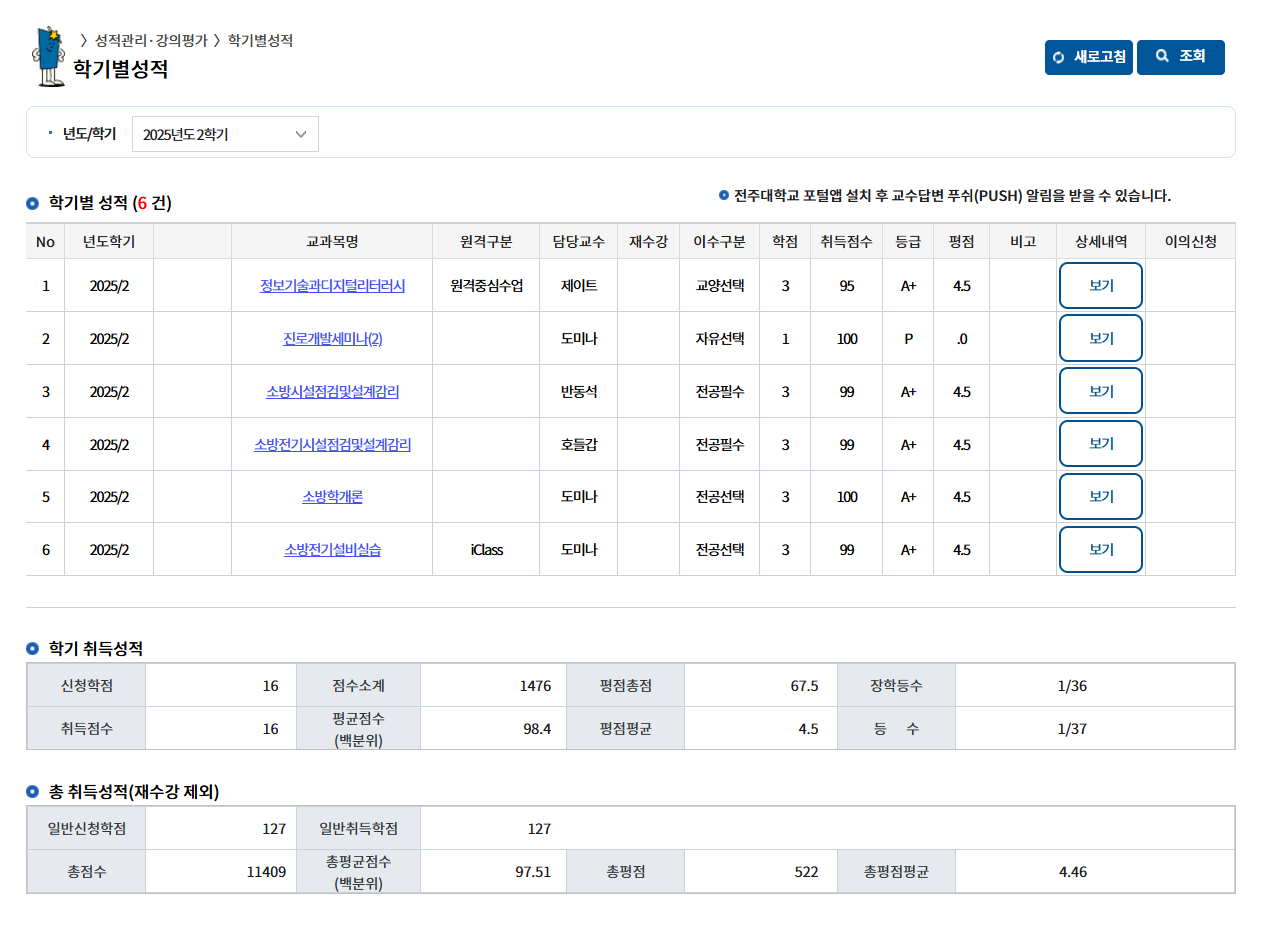 〉 성적관리·강의평가 〉 학기별성적
학기별성적
새로고침
조회
년도/학기
2025년도 2학기
학기별 성적 (6 건)
전주대학교 포털앱 설치 후 교수답변 푸쉬(PUSH) 알림을 받을 수 있습니다.
No 년도학기 교과목명 원격구분 담당교수 재수강 이수구분 학점 취득점수 등급 평점 비고 상세내역 이의신청
1 2025/2 정보기술과디지털리터러시 원격중심수업 제이트 교양선택 3 95 A+ 4.5 보기
2 2025/2 진로개발세미나(2) 도미나 자유선택 1 100 P .0 보기
3 2025/2 소방시설점검및설계감리 반동석 전공필수 3 99 A+ 4.5 보기
4 2025/2 소방전기시설점검및설계감리 호들갑 전공필수 3 99 A+ 4.5 보기
5 2025/2 소방학개론 도미나 전공선택 3 100 A+ 4.5 보기
6 2025/2 소방전기설비실습 iClass 도미나 전공선택 3 99 A+ 4.5 보기
학기 취득성적
신청학점 16 점수소계 1476 평점총점 67.5 장학등수 1/36
취득점수 16 평균점수 (백분위) 98.4 평점평균 4.5 등 수 1/37
총 취득성적(재수강 제외)
일반신청학점 127 일반취득학점 127
총점수 11409 총평균점수 (백분위) 97.51 총평점 522 총평점평균 4.46